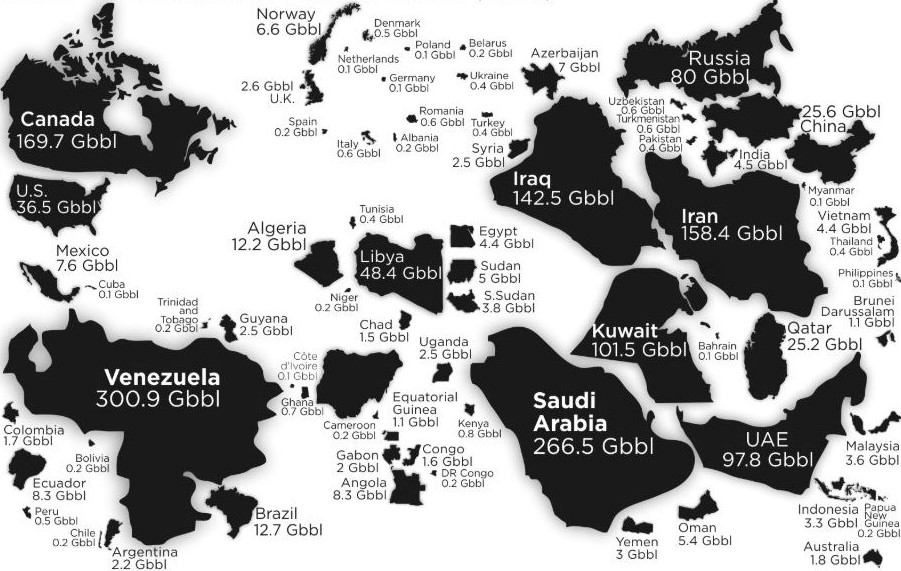 Norway
6.6 Gbbl
Denmark
0.5 Gbbl
Netherlands
0.1 Gbbl
Poland
0.1 Gbbl
Belarus
0.2 Gbbl
2.6 Gbbl
U.K.
Germany
0.1 Gbbl
Ukraine
0.4 Gbbl
Azerbaijan
7 Gbbl
Russia
80 Gbbl
Canada
169.7 Gbbl
Spain
0.2 Gbbl
Italy
0.6 Gbbl
Romania
0.6 Gbbl
Albania
0.2 Gbbl
Turkey
0.4 Gbbl
Syria
2.5 Gbbl
Uzbekistan
0.6 Gbbl
Turkmenistan
0.6 Gbbl
Pakistan
0.4 Gbbl
25.6 Gbbl
China
India
4.5 Gbbl
U.S.
36.5 Gbbl
Iraq
142.5 Gbbl
Iran
158.4 Gbbl
Myanmar
0.1 Gbbl
Vietnam
4.4 Gbbl
Thailand
0.4 Gbbl
Philippines
0.1 Gbbl
Mexico
7.6 Gbbl
Cuba
0.1 Gbbl
Algeria
12.2 Gbbl
Tunisia
0.4 Gbbl
Libya
48.4 Gbbl
Egypt
4.4 Gbbl
Sudan
5 Gbbl
S.Sudan
3.8 Gbbl
Niger
0.2 Gbbl
Chad
1.5 Gbbl
Trinidad
and
Tobago
0.2 Gbbl
Guyana
2.5 Gbbl
Kuwait
101.5 Gbbl
Bahrain
0.1 Gbbl
Qatar
25.2 Gbbl
Brunei
Darussalam
1.1 Gbbl
Venezuela
300.9 Gbbl
Côte
d'Ivoire
0.1 Gbbl
Ghana
0.7 Gbbl
Uganda
2.5 Gbbl
Equatorial
Guinea
1.1 Gbbl
Cameroon
0.2 Gbbl
Kenya
0.8 Gbbl
Saudi
Arabia
266.5 Gbbl
UAE
97.8 Gbbl
Malaysia
3.6 Gbbl
Colombia
1.7 Gbbl
Bolivia
0.2 Gbbl
Ecuador
8.3 Gbbl
Peru
0.5 Gbbl
Chile
0.2 Gbbl
Argentina
2.2 Gbbl
Brazil
12.7 Gbbl
Gabon
2 Gbbl
Congo
1.6 Gbbl
DR Congo
0.2 Gbbl
Angola
8.3 Gbbl
Yemen
3 Gbbl
Oman
5.4 Gbbl
Indonesia
3.3 Gbbl
Papua
New
Guinea
0.2 Gbbl
Australia
1.8 Gbbl